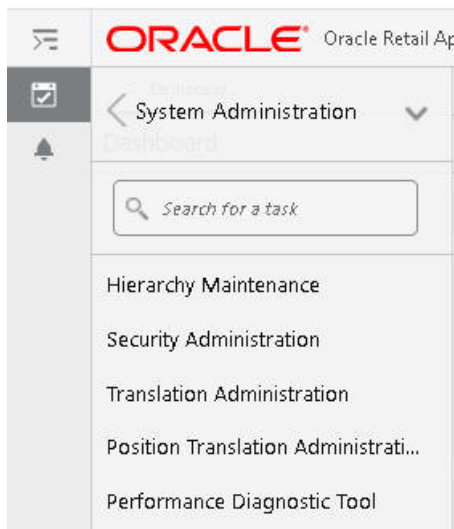 ORACLE® Oracle Retail Ap
Dashboard
System Administration
Dashboard
Search for a task
Hierarchy Maintenance
Security Administration
Translation Administration
Position Translation Administrati...
Performance Diagnostic Tool